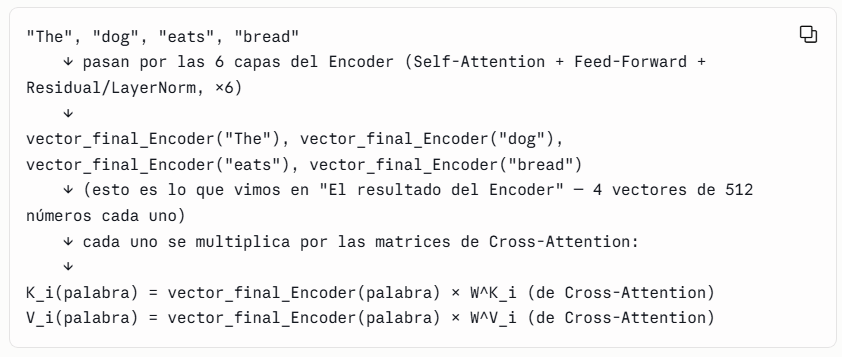 "The", "dog", "eats", "bread"
↓ pasan por las 6 capas del Encoder (Self-Attention + Feed-Forward +
Residual/LayerNorm, ×6)
↓
vector_final_Encoder("The"), vector_final_Encoder("dog"),
vector_final_Encoder("eats"), vector_final_Encoder("bread")
↓ (esto es lo que vimos en "El resultado del Encoder" — 4 vectores de 512
números cada uno)
↓ cada uno se multiplica por las matrices de Cross-Attention:
↓
K_i(palabra) = vector_final_Encoder(palabra) × W^K_i (de Cross-Attention)
V_i(palabra) = vector_final_Encoder(palabra) × W^V_i (de Cross-Attention)